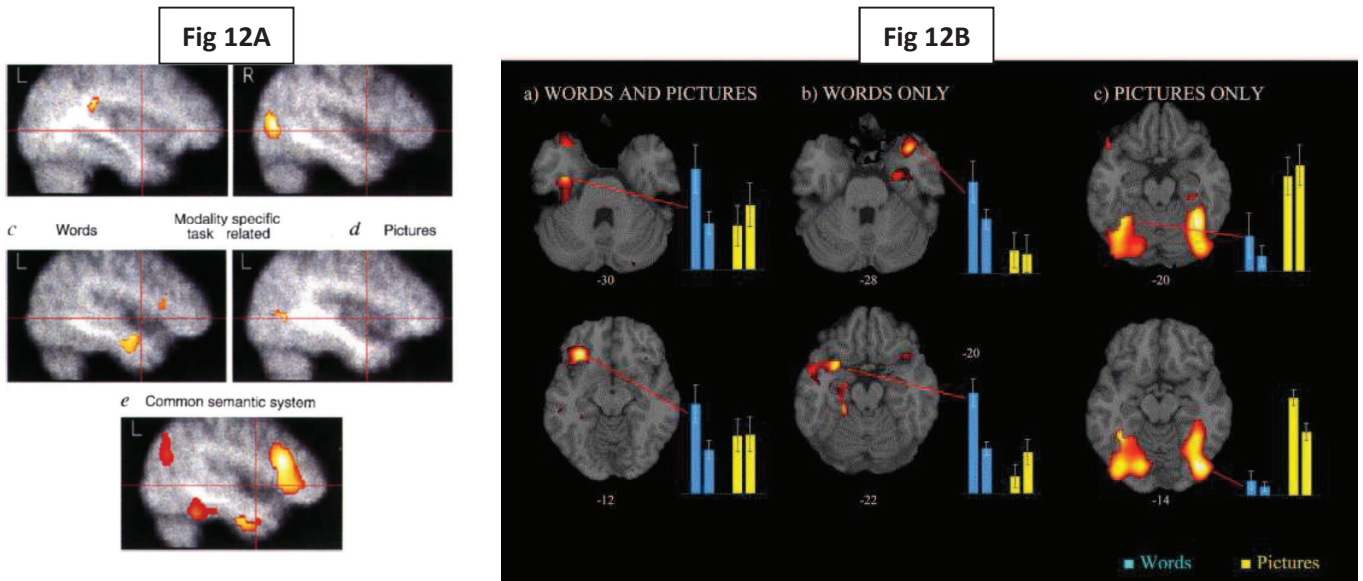 Fig 12A
L
R
c Words
Modality specific
task related
d Pictures
L
L
e Common semantic system
L
Fig 12B
a) WORDS AND PICTURES
b) WORDS ONLY
c) PICTURES ONLY
-30
-28
-20
-20
-12
-22
-14
Words
Pictures